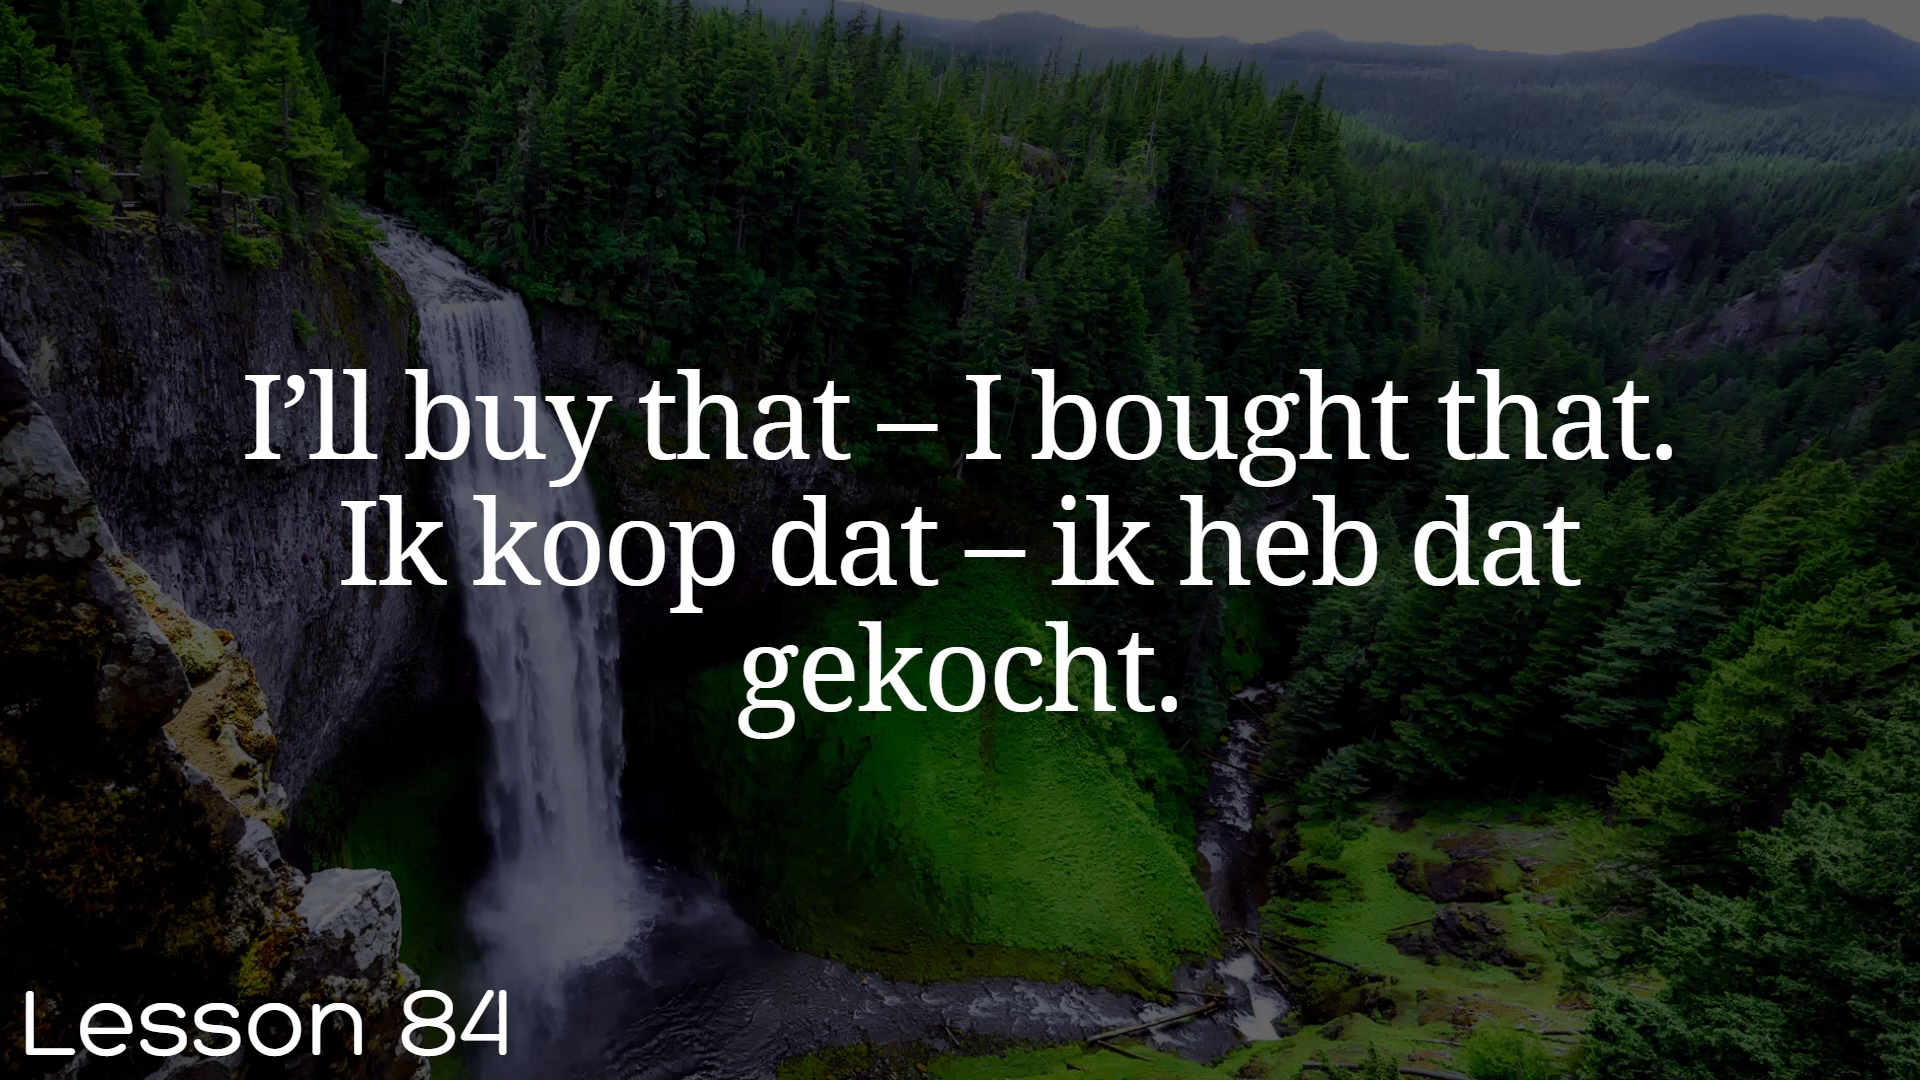 I’ll buy that – I bought that.
Ik koop dat – ik heb dat
gekocht.
Lesson 84